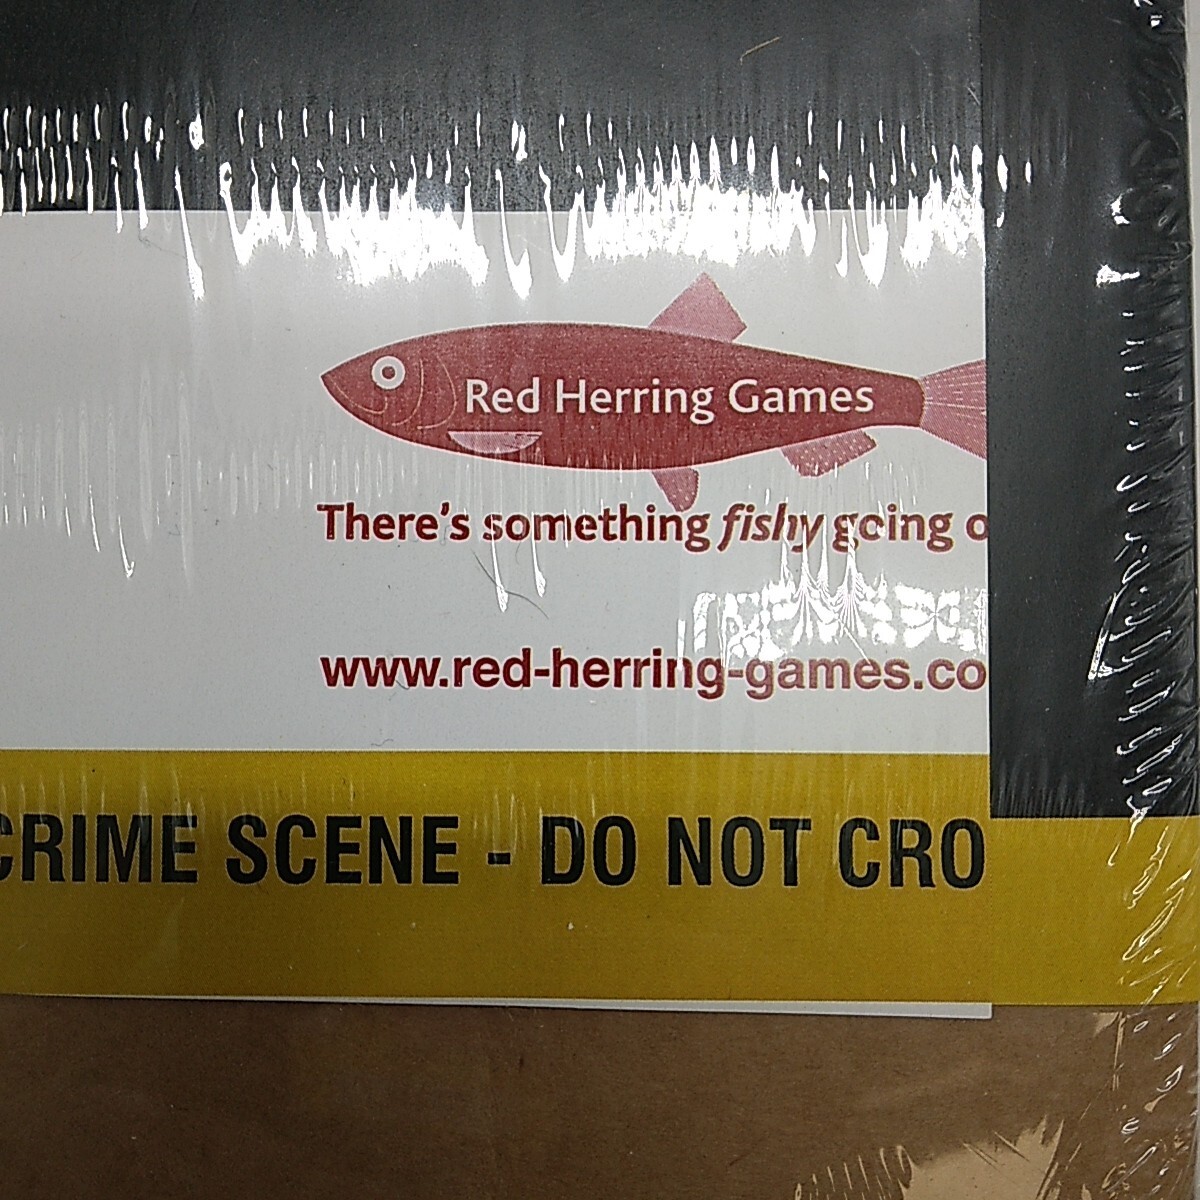 Red Herring Games
There's something fishy going o
www.red-herring-games.co
CRIME SCENE - DO NOT CRO